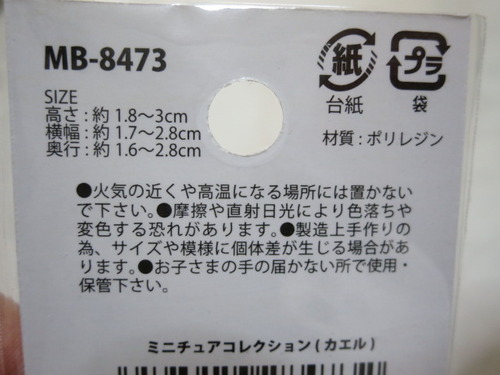 MB-8473
SIZE
高さ : 約 1.8〜3cm
横幅 : 約 1.7〜2.8cm
奥行 : 約 1.6〜2.8cm
紙
台紙
プラ
袋
材質 : ポリレジン
●火気の近くや高温になる場所には置かない
で下さい。●摩擦や直射日光により色落ちや
変色する恐れがあります。●製造上手作りの
為、サイズや模様に個体差が生じる場合があ
ります。●お子さまの手の届かない所で使用・
保管下さい。
ミニチュアコレクション ( カエル )